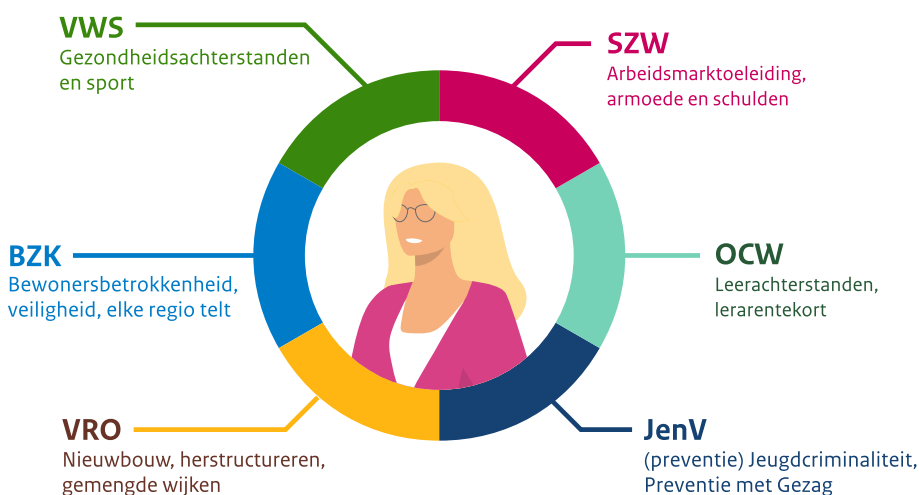 VWS
Gezondheidsachterstanden
en sport
SZW
Arbeidsmarktoeleiding,
armoede en schulden
BZK
Bewonersbetrokkenheid,
veiligheid, elke regio telt
OCW
Leerachterstanden,
lerarentekort
VRO
Nieuwbouw, herstructureren,
gemengde wijken
JenV
(preventie) Jeugdcriminaliteit,
Preventie met Gezag